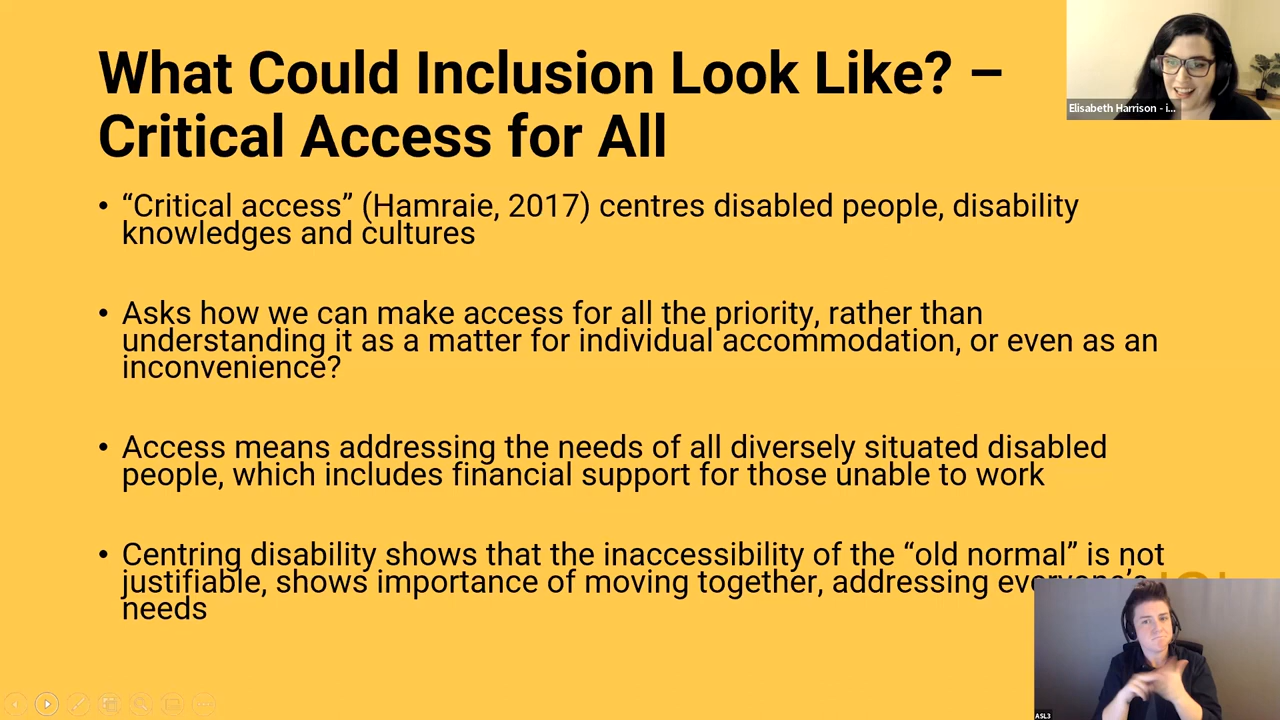 What Could Inclusion Look Like? –
Critical Access for All
Elisabeth Harrison - i...
• “Critical access” (Hamraie, 2017) centres disabled people, disability
knowledges and cultures
• Asks how we can make access for all the priority, rather than
understanding it as a matter for individual accommodation, or even as an
inconvenience?
• Access means addressing the needs of all diversely situated disabled
people, which includes financial support for those unable to work
• Centring disability shows that the inaccessibility of the “old normal” is not
justifiable, shows importance of moving together, addressing everyone’s
needs
ASL3